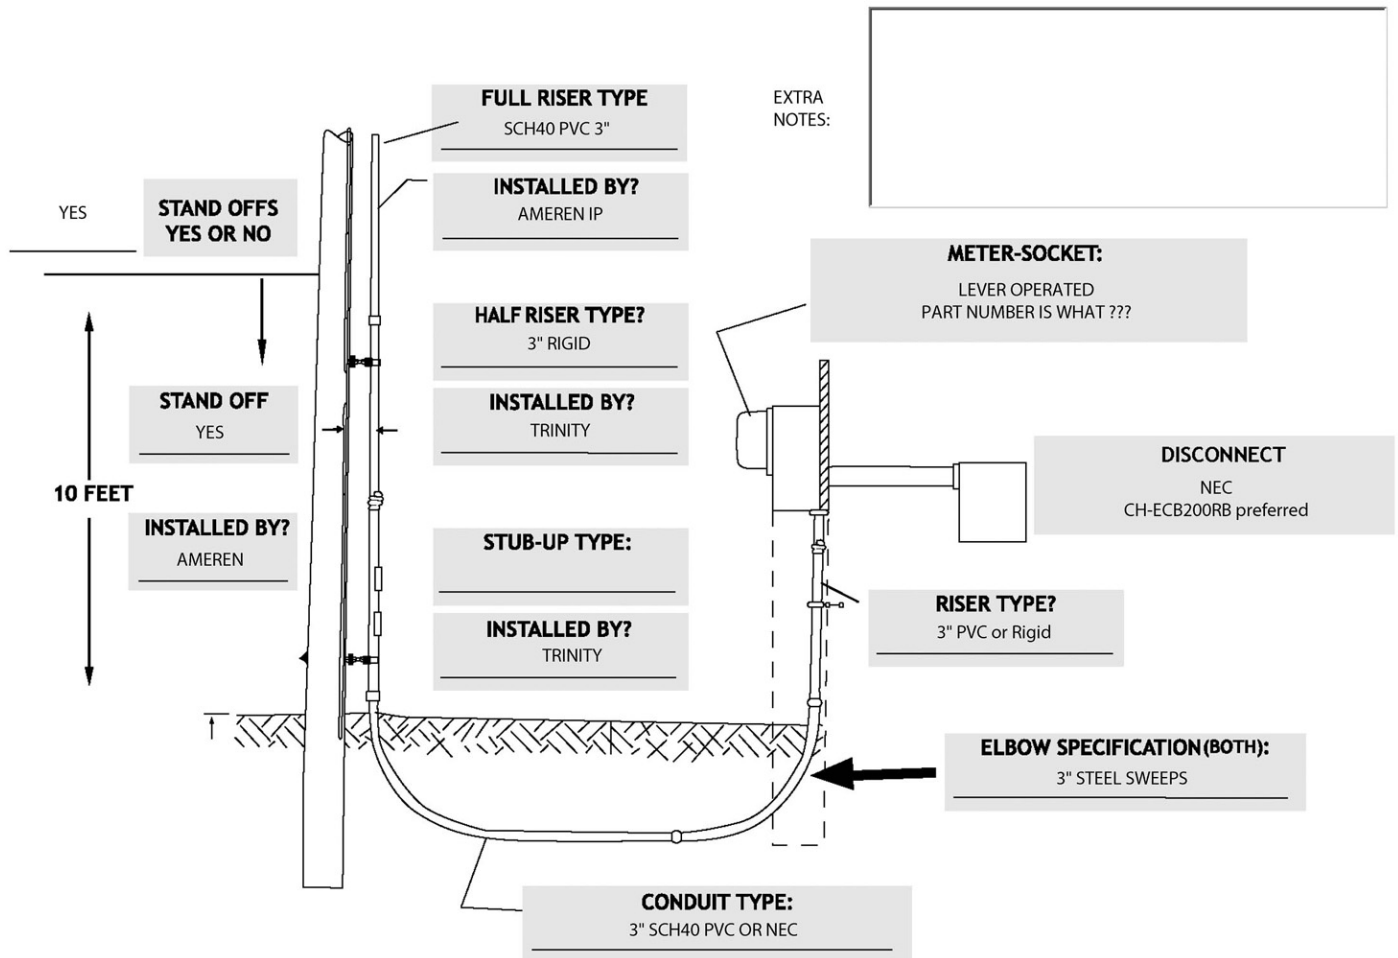 EXTRA
NOTES:
FULL RISER TYPE
SCH40 PVC 3"
INSTALLED BY?
AMEREN IP
YES
STAND OFFS
YES OR NO
METER-SOCKET:
LEVER OPERATED
PART NUMBER IS WHAT ???
HALF RISER TYPE?
3" RIGID
INSTALLED BY?
TRINITY
STAND OFF
YES
10 FEET
INSTALLED BY?
AMEREN
DISCONNECT
NEC
CH-ECB200RB preferred
STUB-UP TYPE:
INSTALLED BY?
TRINITY
RISER TYPE?
3" PVC or Rigid
ELBOW SPECIFICATION(BOTH):
3" STEEL SWEEPS
CONDUIT TYPE:
3" SCH40 PVC OR NEC